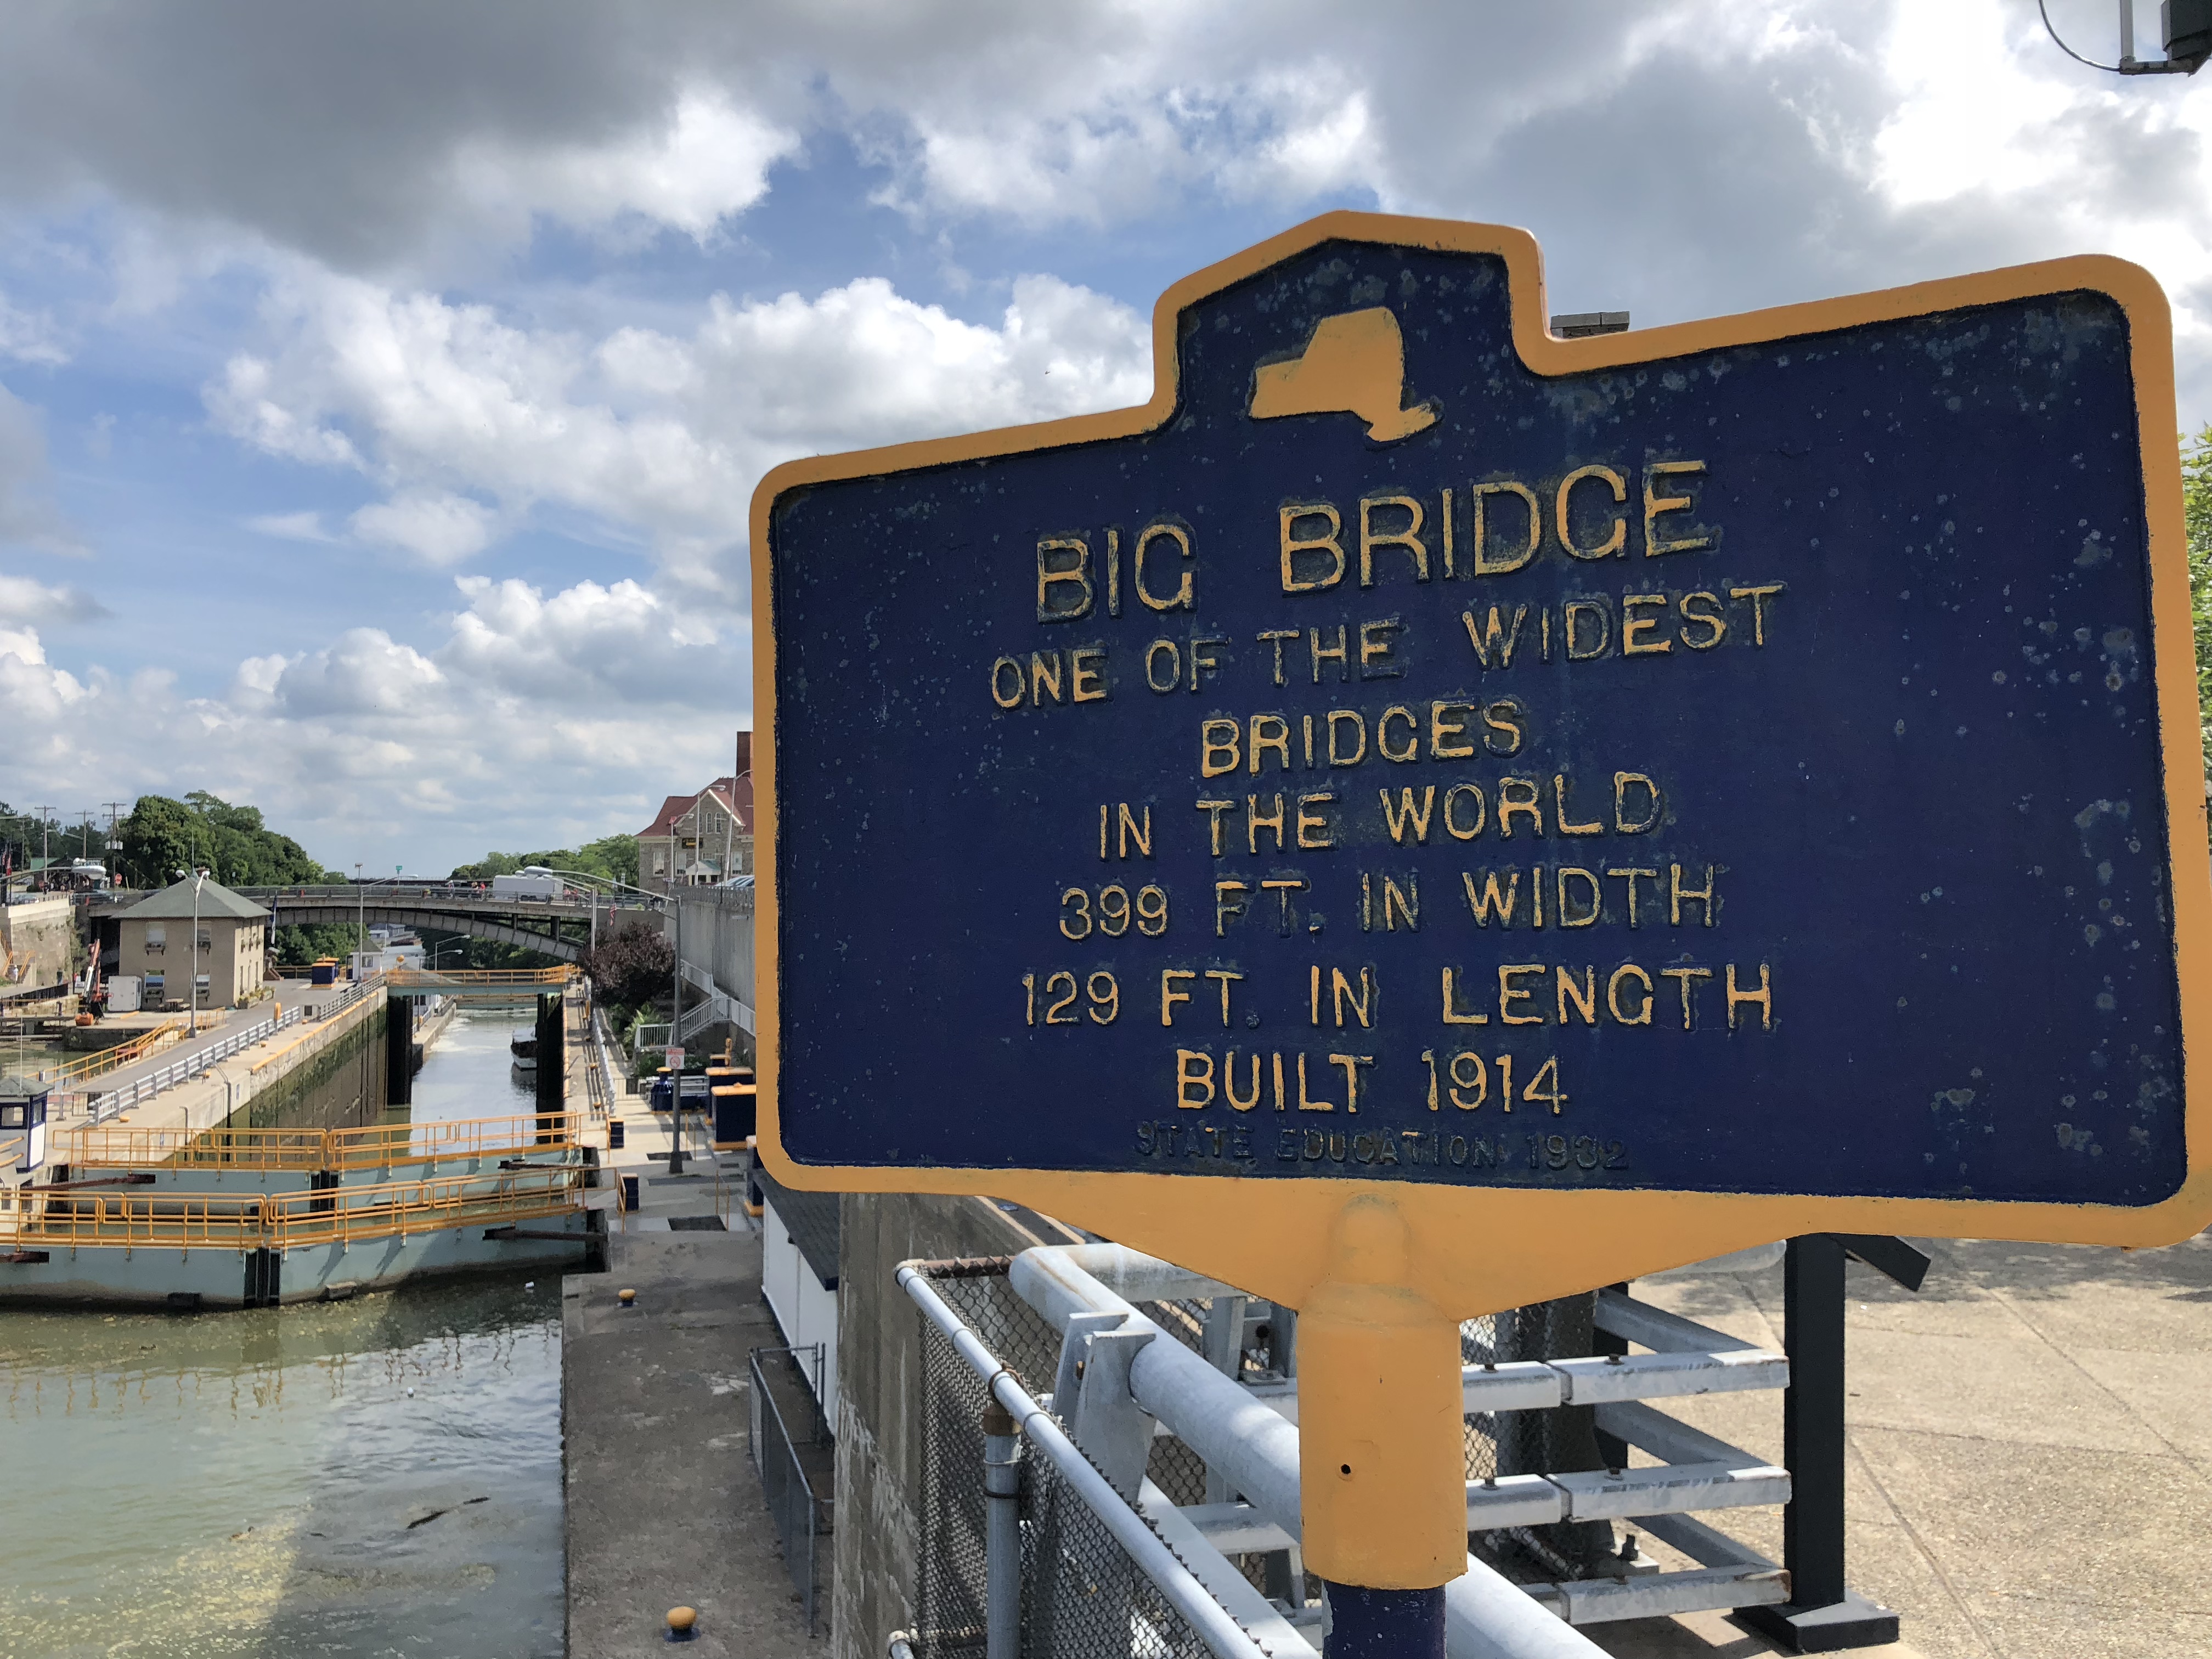 BIG BRIDGE
ONE OF THE WIDEST
BRIDGES
IN THE WORLD
399 FT. IN WIDTH
129 FT. IN LENGTH
BUILT 1914
STATE EDUCATION 1932